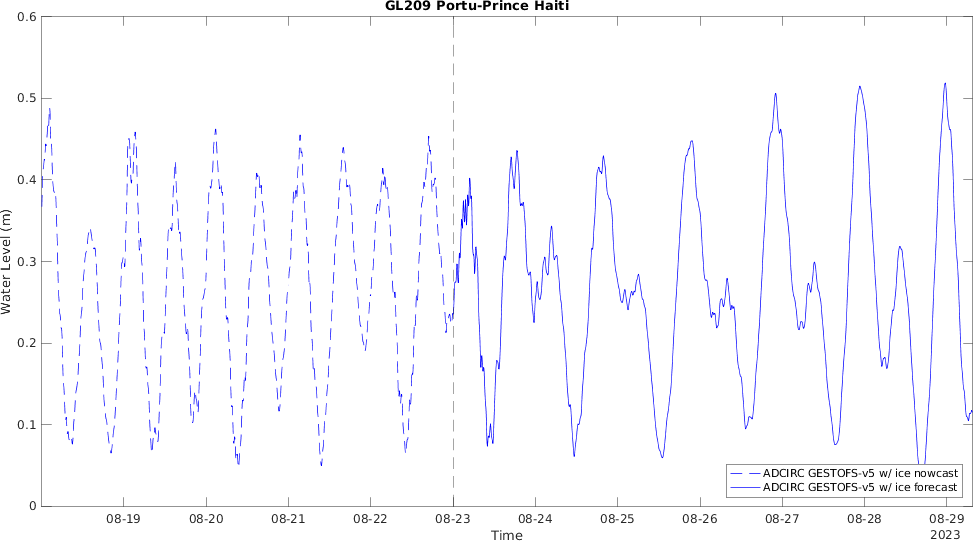 GL209 Portu-Prince Haiti
Water Level (m)
0.6
0.5
0.4
0.3
0.2
0.1
0
ADCIRC GESTOFS-v5 w/ ice nowcast
ADCIRC GESTOFS-v5 w/ ice forecast
08-19 08-20 08-21 08-22 08-23 08-24 08-25 08-26 08-27 08-28 08-29
2023
Time